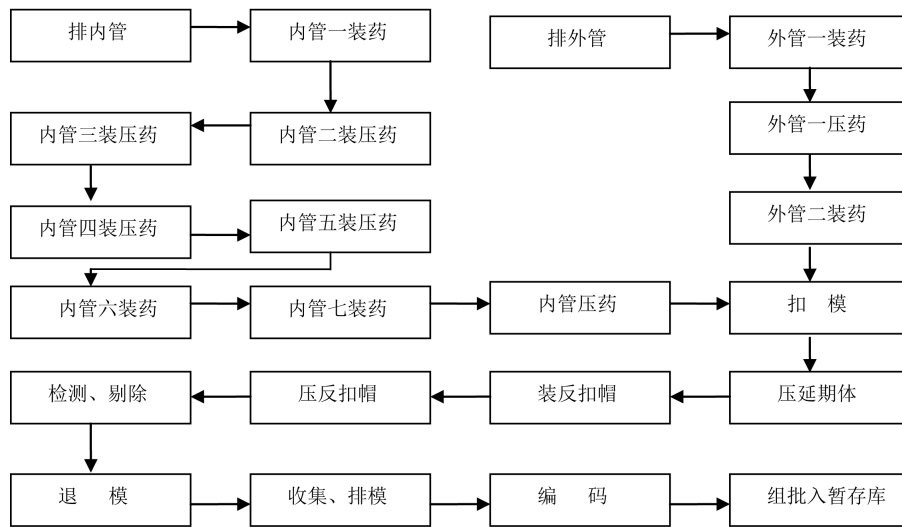 排内管
内管一装药
排外管
外管一装药
内管三装压药
内管二装压药
外管一压药
内管四装压药
内管五装压药
外管二装药
内管六装药
内管七装药
内管压药
扣 模
检测、剔除
压反扣帽
装反扣帽
压延期体
退 模
收集、排模
编 码
组批入暂存库